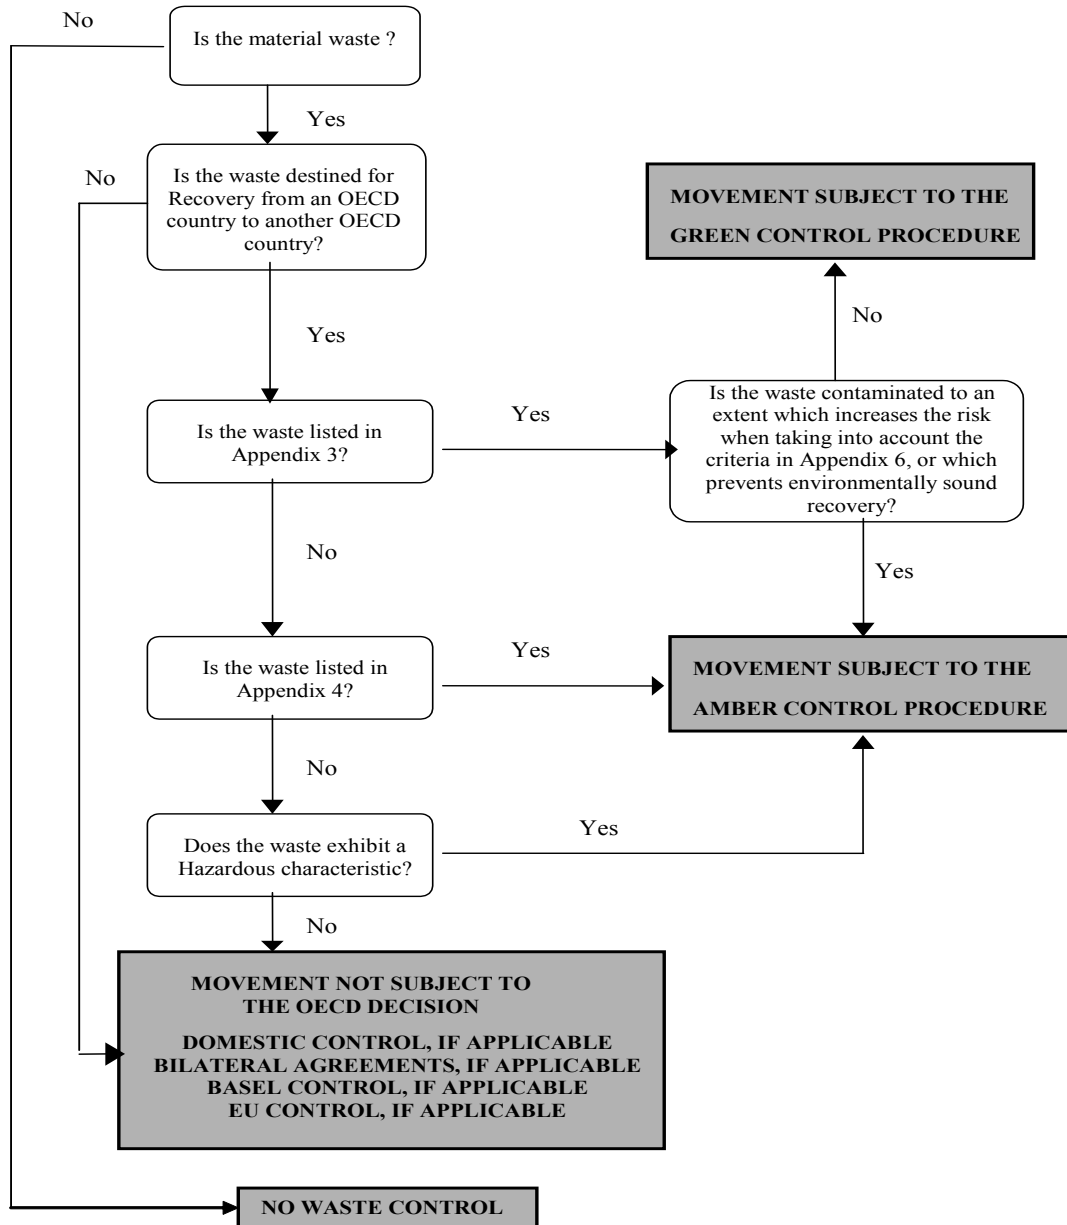 No
Is the material waste ?
Yes
No
Is the waste destined for
Recovery from an OECD
country to another OECD
country?
MOVEMENT SUBJECT TO THE
GREEN CONTROL PROCEDURE
Yes
No
Is the waste listed in
Appendix 3?
Yes
Is the waste contaminated to an
extent which increases the risk
when taking into account the
criteria in Appendix 6, or which
prevents environmentally sound
recovery?
No
Yes
Is the waste listed in
Appendix 4?
Yes
MOVEMENT SUBJECT TO THE
AMBER CONTROL PROCEDURE
No
Does the waste exhibit a
Hazardous characteristic?
Yes
No
MOVEMENT NOT SUBJECT TO
THE OECD DECISION
DOMESTIC CONTROL, IF APPLICABLE
BILATERAL AGREEMENTS, IF APPLICABLE
BASEL CONTROL, IF APPLICABLE
EU CONTROL, IF APPLICABLE
NO WASTE CONTROL